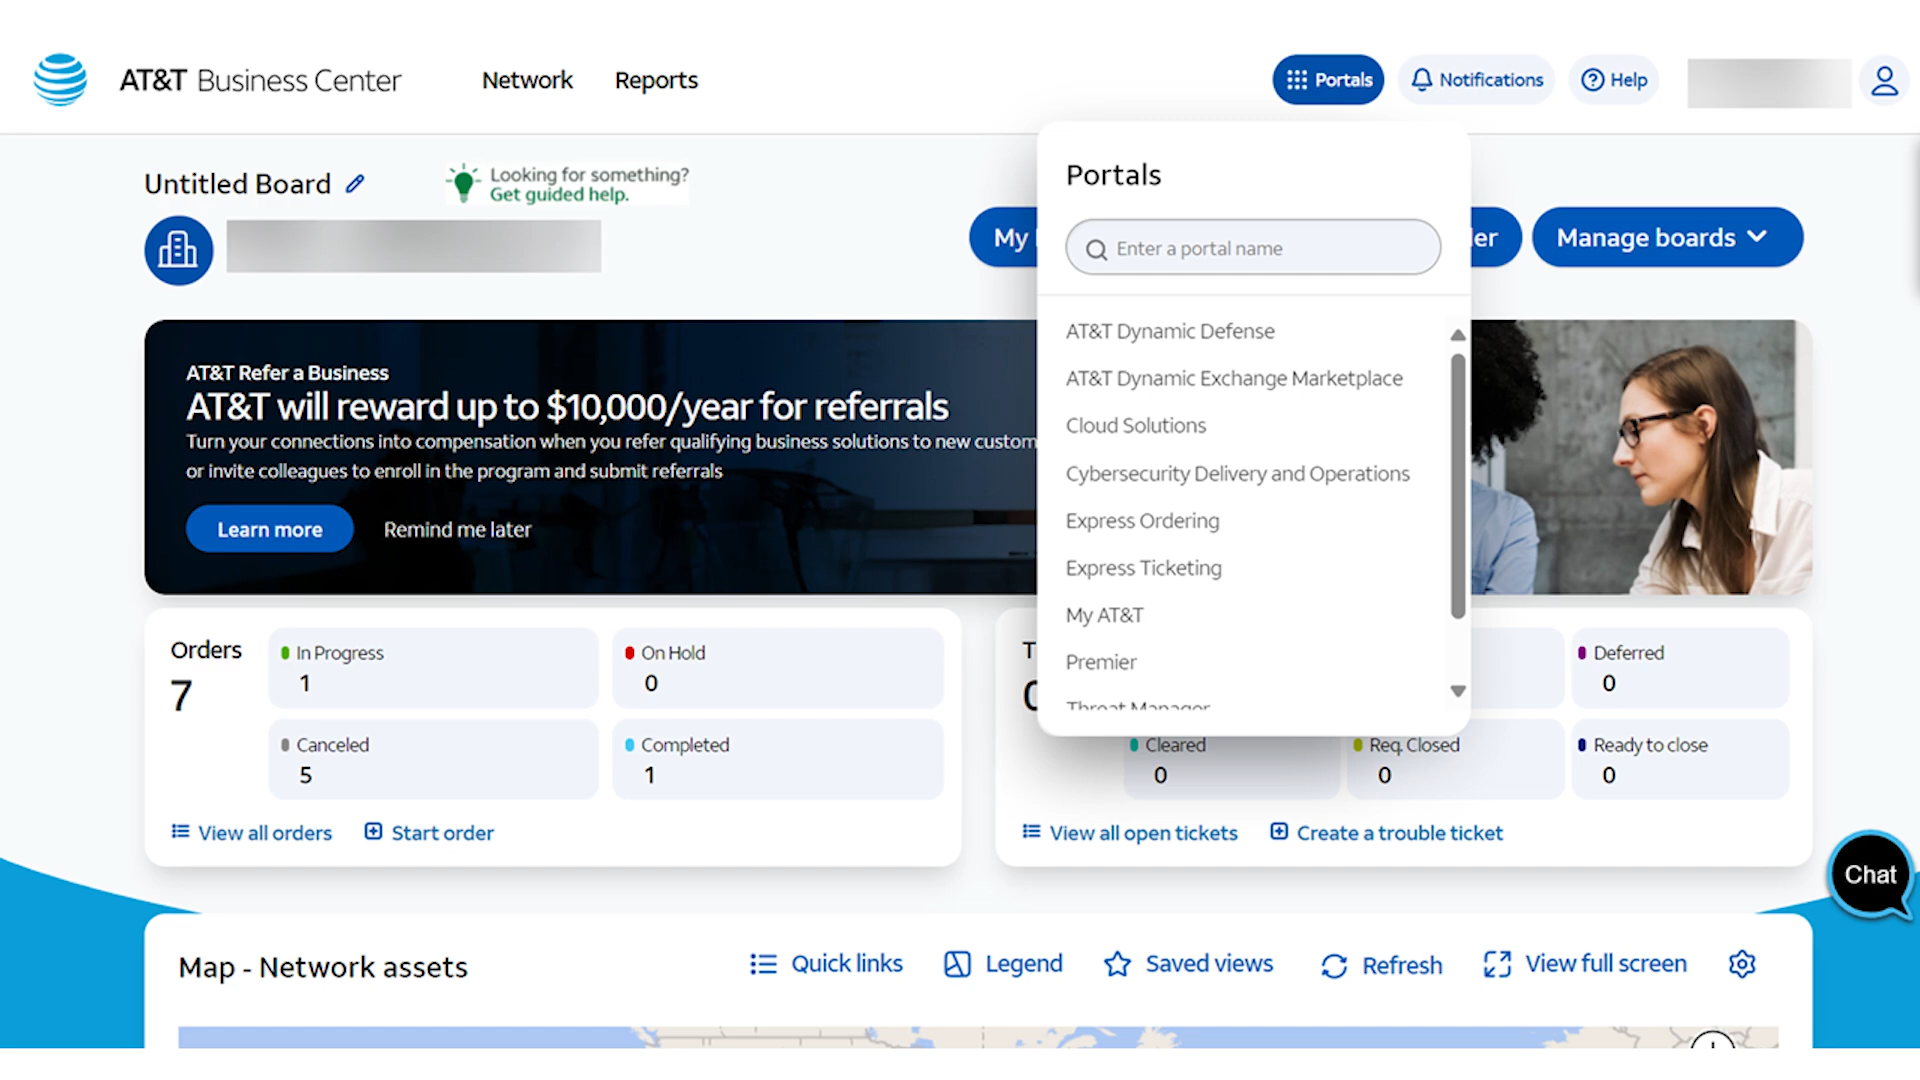 AT&T Business Center
Network
Reports
Portals
Notifications
Help
Untitled Board
Looking for something?
Get guided help.
My
Manage boards
Portals
Enter a portal name
AT&T Dynamic Defense
AT&T Dynamic Exchange Marketplace
Cloud Solutions
Cybersecurity Delivery and Operations
Express Ordering
Express Ticketing
My AT&T
Premier
Threat Manager
AT&T Refer a Business
AT&T will reward up to $10,000/year for referrals
Turn your connections into compensation when you refer qualifying business solutions to new custom
or invite colleagues to enroll in the program and submit referrals
Learn more
Remind me later
Orders
7
In Progress
1
On Hold
0
Canceled
5
Completed
1
View all orders
Start order
Deferred
0
Cleared
0
Req. Closed
0
Ready to close
0
View all open tickets
Create a trouble ticket
Chat
Map - Network assets
Quick links
Legend
Saved views
Refresh
View full screen